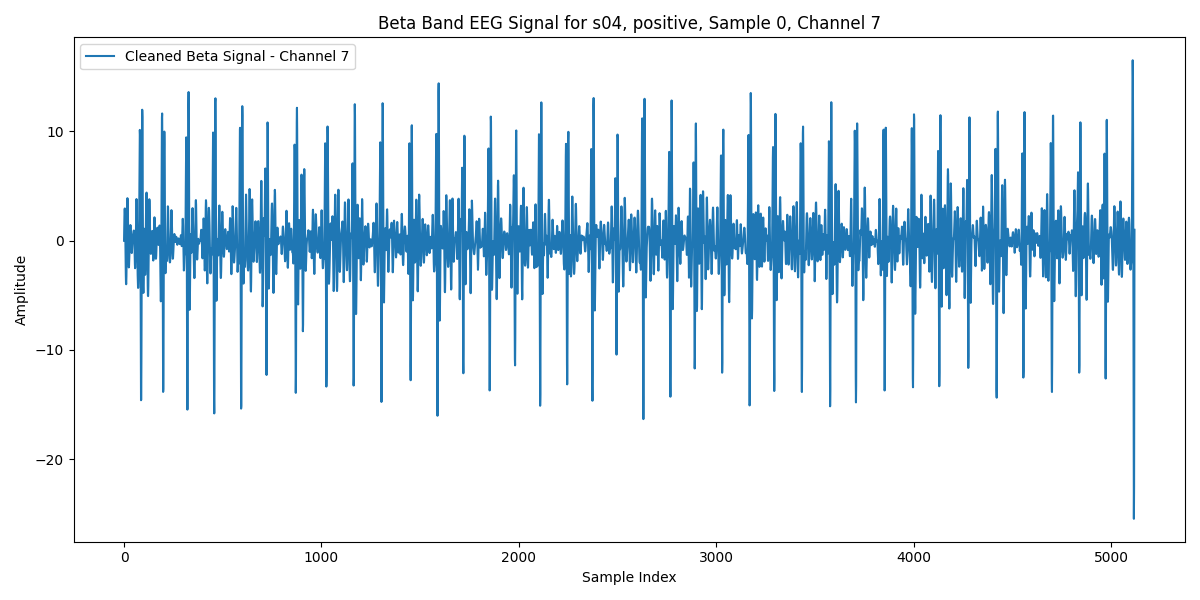 Beta Band EEG Signal for s04, positive, Sample 0, Channel 7
Cleaned Beta Signal - Channel 7
Amplitude
10
0
−10
−20
0 1000 2000 3000 4000 5000
Sample Index